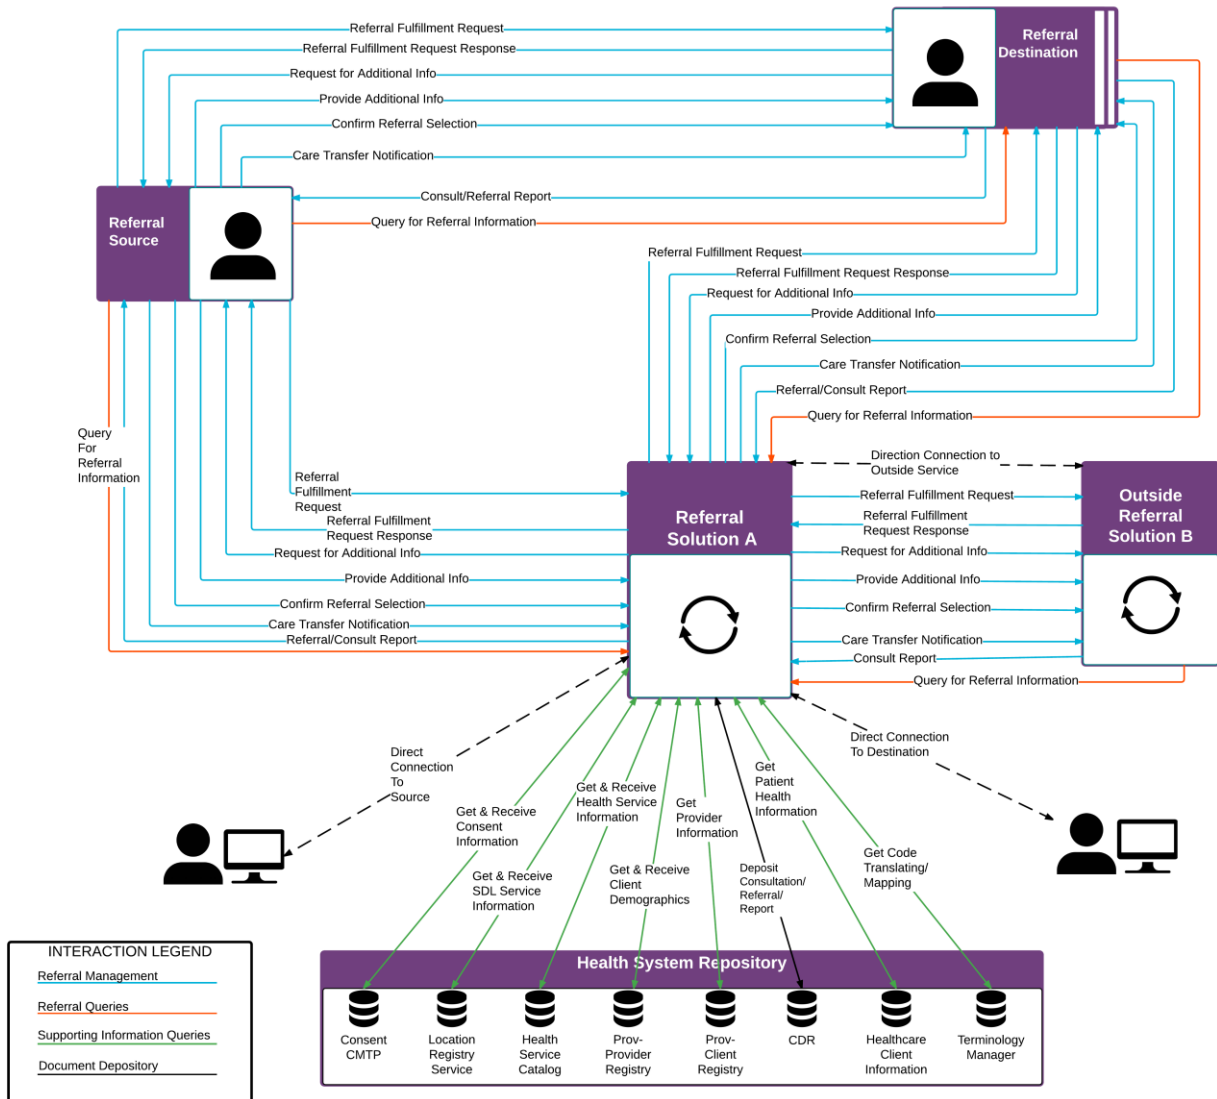 Referral Fulfillment Request
Referral Fulfillment Request Response
Request for Additional Info
Provide Additional Info
Confirm Referral Selection
Care Transfer Notification
Consult/Referral Report
Query for Referral Information
Referral
Destination
Referral
Source
Referral Fulfillment Request
Referral Fulfillment Request Response
Request for Additional Info
Provide Additional Info
Confirm Referral Selection
Care Transfer Notification
Referral/Consult Report
Query for Referral Information
Query
For
Referral
Information
Referral
Fulfillment
Request
Referral Fulfillment
Request Response
Request for Additional Info
Provide Additional Info
Confirm Referral Selection
Care Transfer Notification
Referral/Consult Report
Referral
Solution A
Direction Connection to
Outside Service
Referral Fulfillment Request
Referral Fulfillment
Request Response
Request for Additional Info
Provide Additional Info
Confirm Referral Selection
Care Transfer Notification
Consult Report
Query for Referral Information
Outside
Referral
Solution B
Direct
Connection
To
Source
Direct Connection
To Destination
Get & Receive
Consent
Information
Get & Receive
SDL Service
Information
Get & Receive
Health Service
Information
Get & Receive
Client
Demographics
Get
Provider
Information
Deposit
Consultation/
Referral/
Report
Get
Patient
Health
Information
Get Code
Translating/
Mapping
INTERACTION LEGEND
Referral Management
Referral Queries
Supporting Information Queries
Document Depository
Health System Repository
Consent
CMTP
Location
Registry
Service
Health
Service
Catalog
Prov-
Provider
Registry
Prov-
Client
Registry
CDR
Healthcare
Client
Information
Terminology
Manager